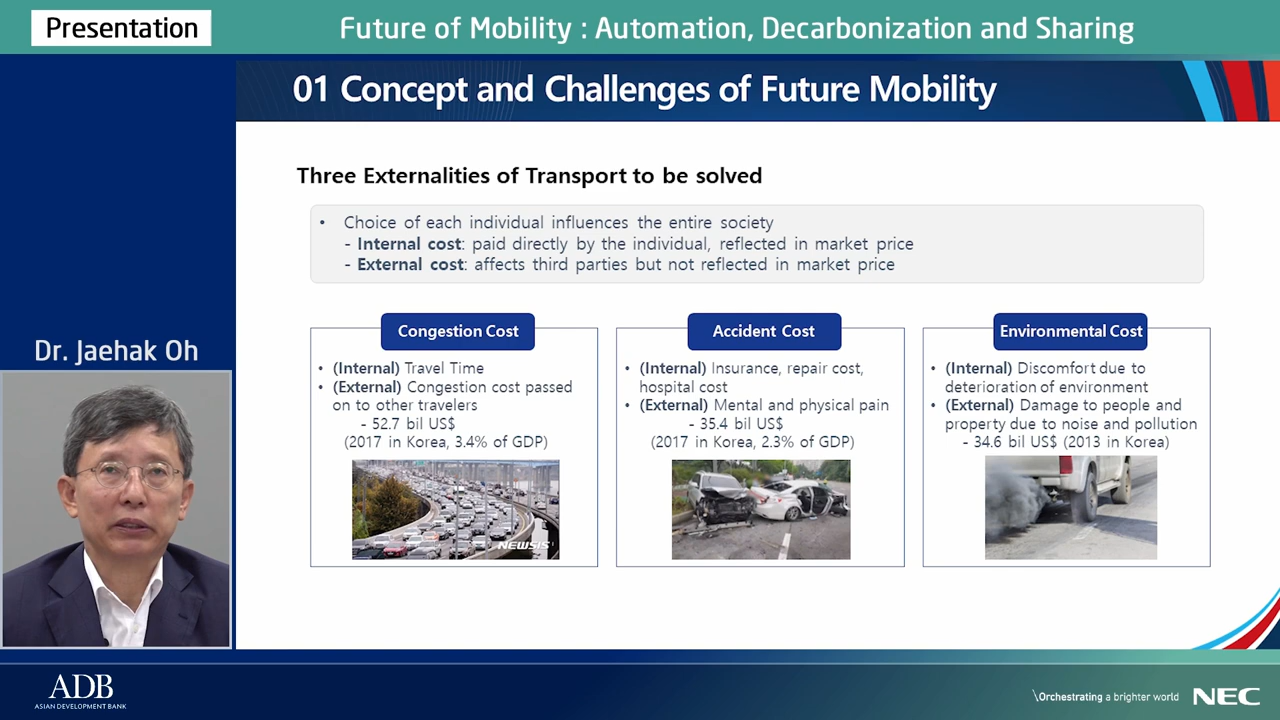 Presentation
Future of Mobility : Automation, Decarbonization and Sharing
01 Concept and Challenges of Future Mobility
Three Externalities of Transport to be solved
• Choice of each individual influences the entire society
- Internal cost: paid directly by the individual, reflected in market price
- External cost: affects third parties but not reflected in market price
Congestion Cost
• (Internal) Travel Time
• (External) Congestion cost passed
on to other travelers
- 52.7 bil US$
(2017 in Korea, 3.4% of GDP)
NEWSIS
Accident Cost
• (Internal) Insurance, repair cost,
hospital cost
• (External) Mental and physical pain
- 35.4 bil US$
(2017 in Korea, 2.3% of GDP)
Environmental Cost
• (Internal) Discomfort due to
deterioration of environment
• (External) Damage to people and
property due to noise and pollution
- 34.6 bil US$ (2013 in Korea)
Dr. Jaehak Oh
ADB
ASIAN DEVELOPMENT BANK
\Orchestrating a brighter world
NEC